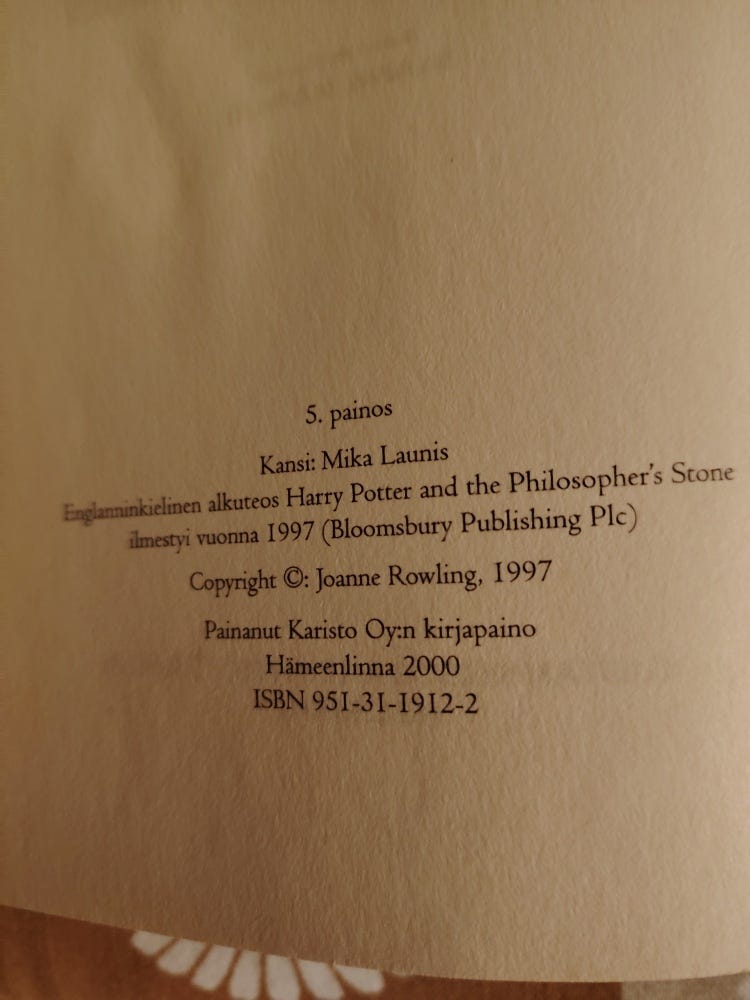 5. painos
Kansi: Mika Launis
Englanninkielinen alkuteos Harry Potter and the Philosopher's Stone
ilmestyi vuonna 1997 (Bloomsbury Publishing Plc)
Copyright ©: Joanne Rowling, 1997
Painanut Karisto Oy:n kirjapaino
Hämeenlinna 2000
ISBN 951-31-1912-2